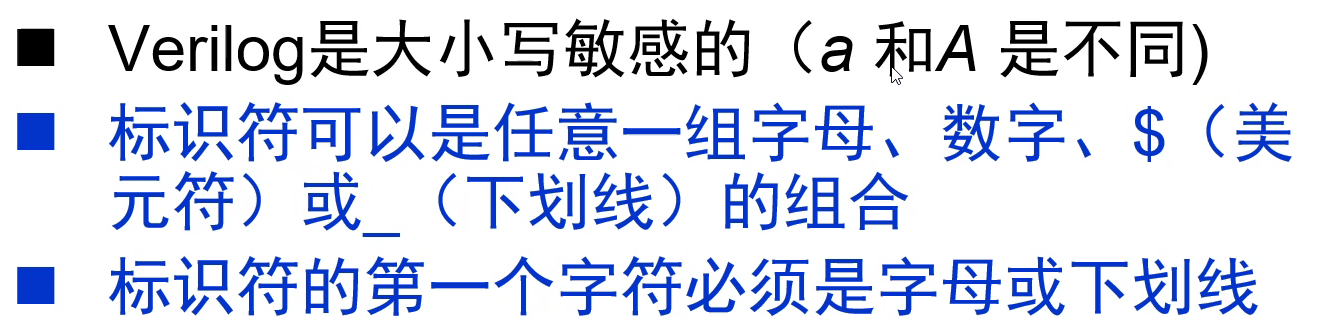 Verilog是大小写敏感的（a 和A 是不同)
标识符可以是任意一组字母、数字、$（美
元符）或_（下划线）的组合
标识符的第一个字符必须是字母或下划线